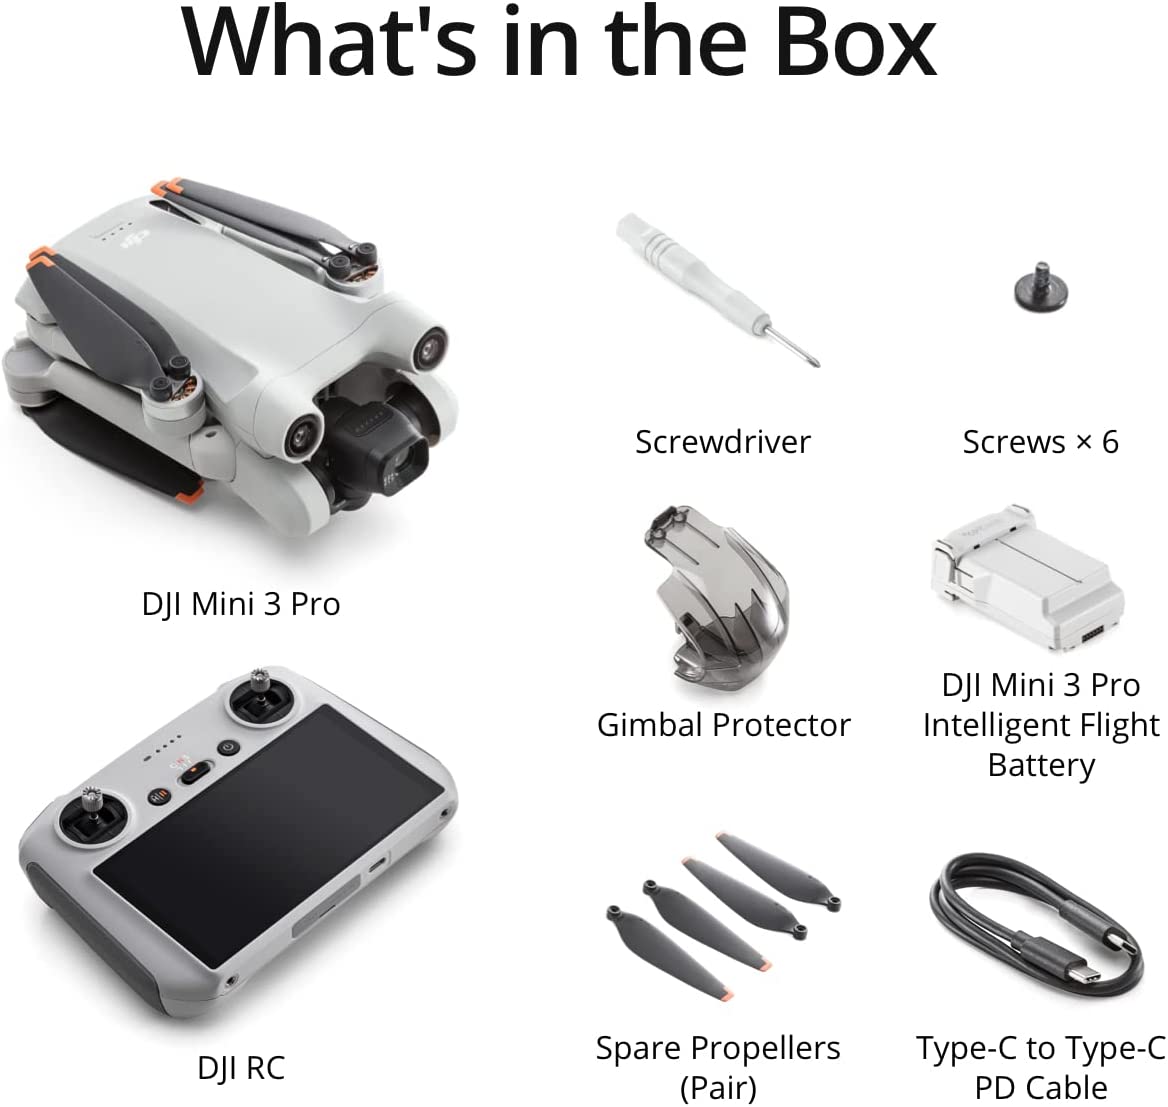 What's in the Box
DJI Mini 3 Pro
Screwdriver
Screws × 6
Gimbal Protector
DJI Mini 3 Pro
Intelligent Flight
Battery
DJI RC
Spare Propellers
(Pair)
Type-C to Type-C
PD Cable